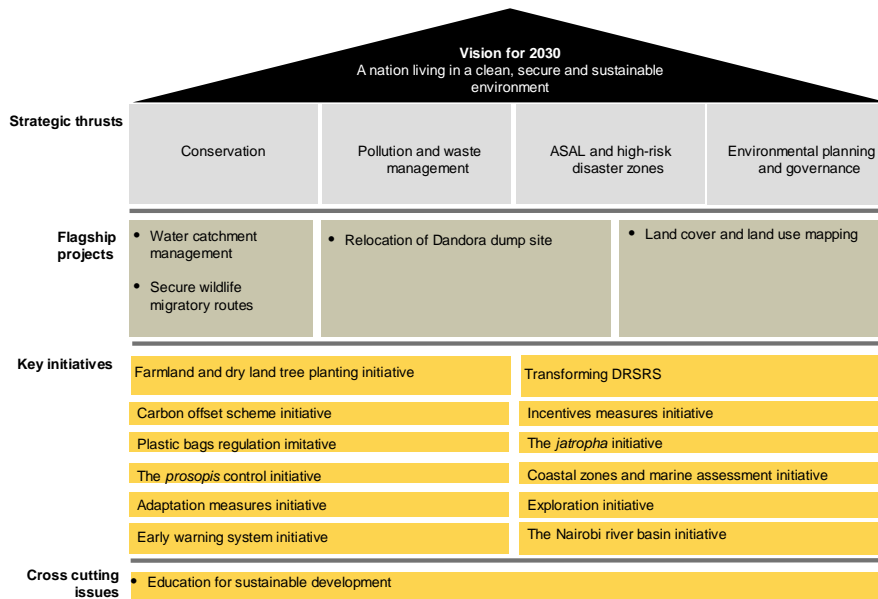 Vision for 2030
A nation living in a clean, secure and sustainable
environment
Strategic thrusts
Conservation
Pollution and waste
management
ASAL and high-risk
disaster zones
Environmental planning
and governance
Flagship
projects
• Water catchment
management
• Secure wildlife
migratory routes
• Relocation of Dandora dump site
• Land cover and land use mapping
Key initiatives
Farmland and dry land tree planting initiative
Transforming DRSRS
Carbon offset scheme initiative
Incentives measures initiative
Plastic bags regulation imitative
The jatropha initiative
The prosopis control initiative
Coastal zones and marine assessment initiative
Adaptation measures initiative
Exploration initiative
Early warning system initiative
The Nairobi river basin initiative
Cross cutting
issues
• Education for sustainable development